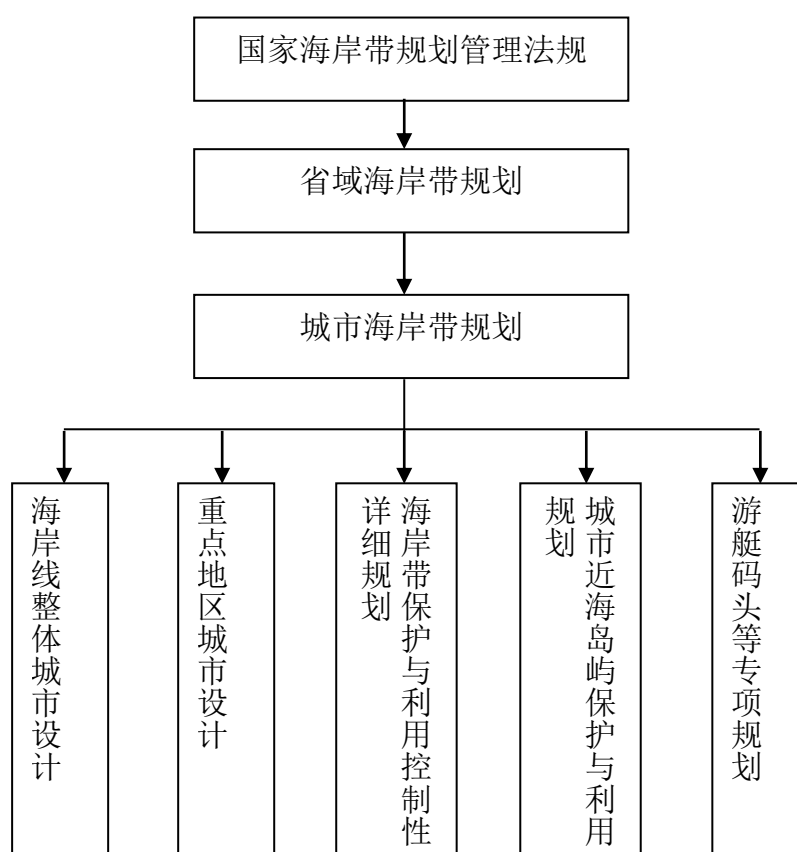 国家海岸带规划管理法规
省域海岸带规划
城市海岸带规划
海岸线整体城市设计
重点地区城市设计
海岸带保护与利用控制性
详细规划
城市近海岛屿保护与利用
规划
游艇码头等专项规划